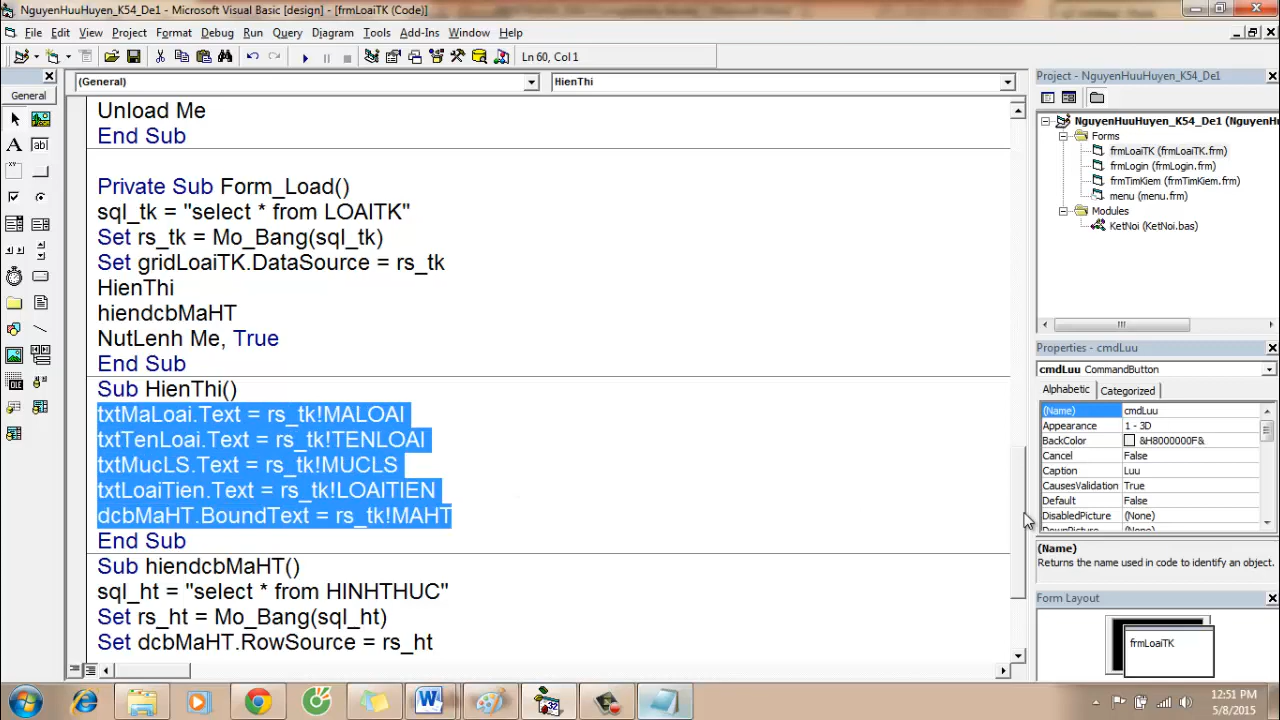 NguyenHuuHuyen_K54_De1 - Microsoft Visual Basic [design] - [frmLoaiTK (Code)]
File Edit View Project Format Debug Run Query Diagram Tools Add-Ins Window Help
Ln 60, Col 1
General
(General) HienThi
Unload Me
End Sub
Private Sub Form_Load()
sql_tk = "select * from LOAITK"
Set rs_tk = Mo_Bang(sql_tk)
Set gridLoaiTK.DataSource = rs_tk
HienThi
hiendcbMaHT
NutLenh Me, True
End Sub
Sub HienThi()
txtMaLoai.Text = rs_tk!MALOAI
txtTenLoai.Text = rs_tk!TENLOAI
txtMucLS.Text = rs_tk!MUCLS
txtLoaiTien.Text = rs_tk!LOAITIEN
dcbMaHT.BoundText = rs_tk!MAHT
End Sub
Sub hiendcbMaHT()
sql_ht = "select * from HINHTHUC"
Set rs_ht = Mo_Bang(sql_ht)
Set dcbMaHT.RowSource = rs_ht
Project - NguyenHuuHuyen_K54_De1
NguyenHuuHuyen_K54_De1 (NguyenH
Forms
frmLoaiTK (frmLoaiTK.frm)
frmLogin (frmLogin.frm)
frmTimKiem (frmTimKiem.frm)
menu (menu.frm)
Modules
KetNoi (KetNoi.bas)
Properties - cmdLuu
cmdLuu CommandButton
Alphabetic Categorized
(Name) cmdLuu
Appearance 1 - 3D
BackColor &H8000000F&
Cancel False
Caption Luu
CausesValidation True
Default False
DisabledPicture (None)
DownPicture (None)
(Name)
Returns the name used in code to identify an object.
Form Layout
frmLoaiTK
12:51 PM
5/8/2015